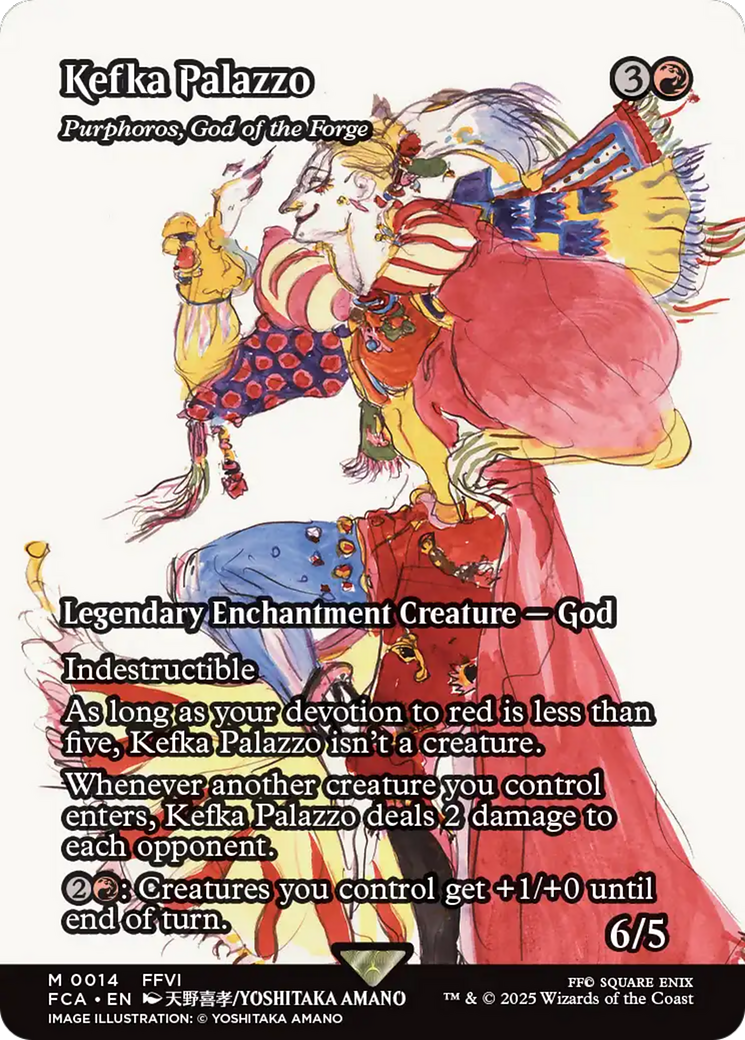 Kefka Palazzo 3
Purphoros, God of the Forge
Legendary Enchantment Creature — God
Indestructible
As long as your devotion to red is less than
five, Kefka Palazzo isn't a creature.
Whenever another creature you control
enters, Kefka Palazzo deals 2 damage to
each opponent.
2: Creatures you control get +1/+0 until
end of turn.
6/5
M 0014 FFVI
FCA • EN 天野喜孝/YOSHITAKA AMANO
IMAGE ILLUSTRATION: © YOSHITAKA AMANO
FF© SQUARE ENIX
™ & © 2025 Wizards of the Coast